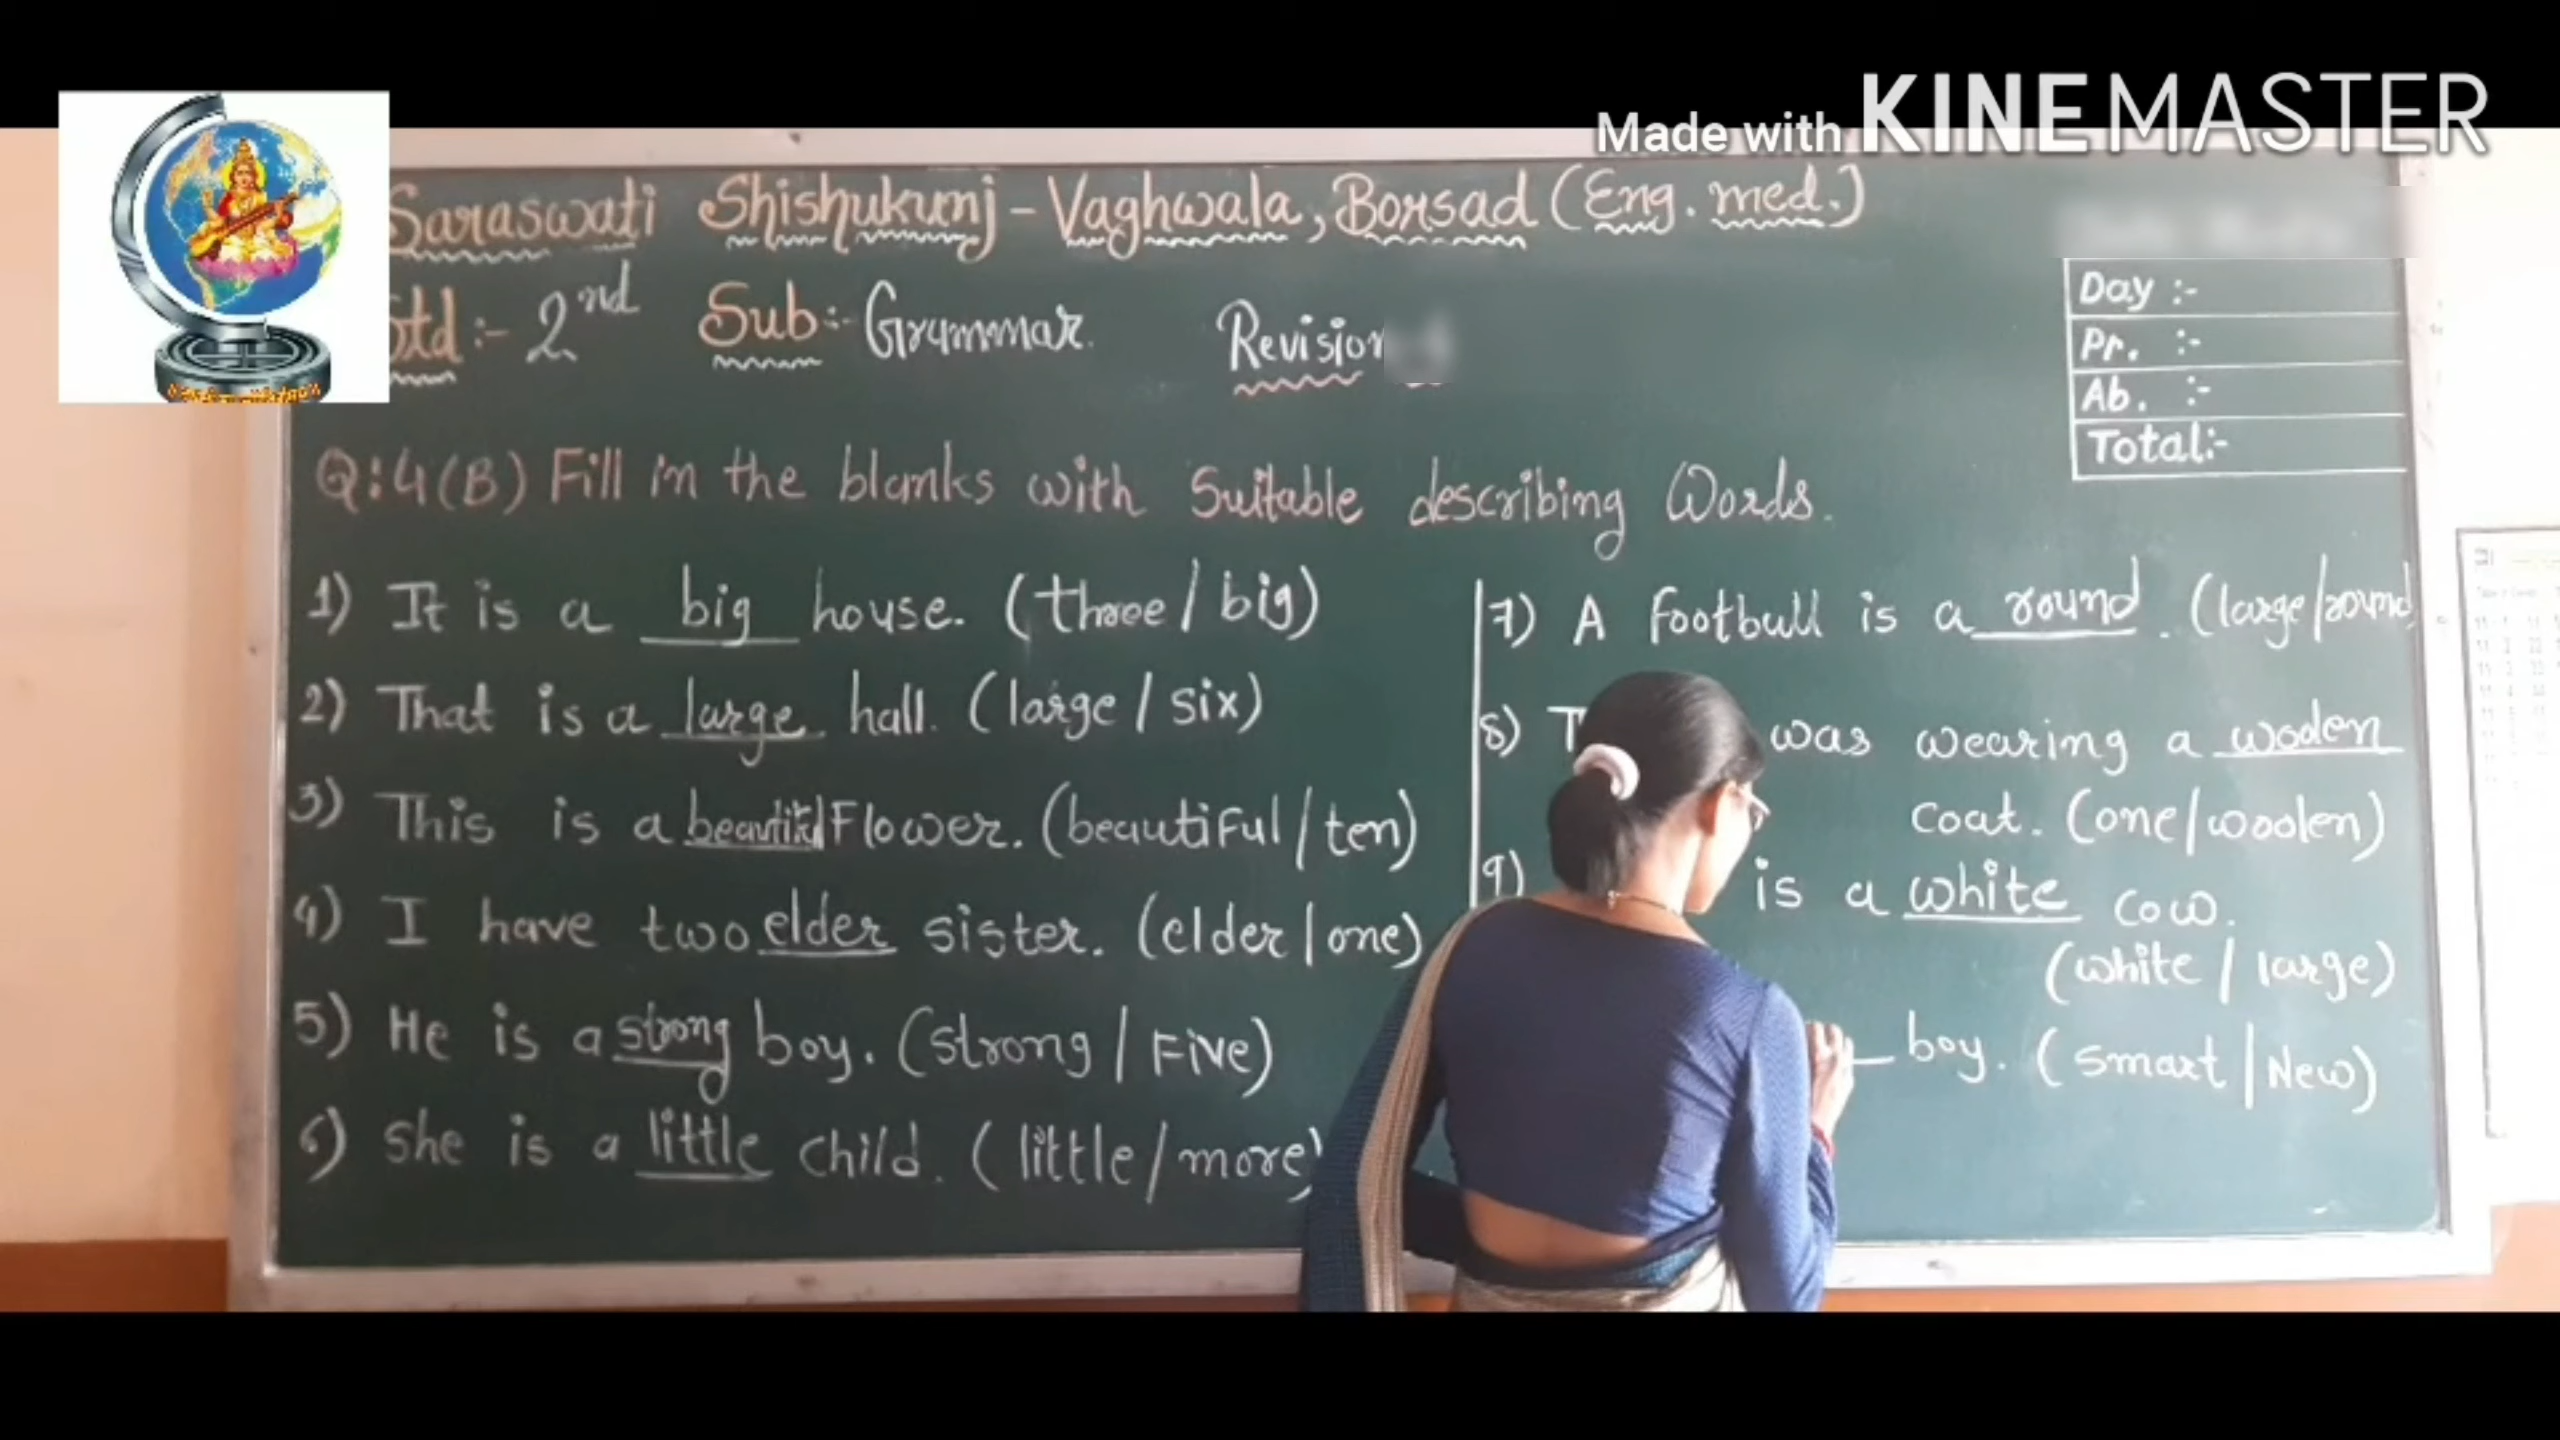 Made with KINEMASTER
Saraswati Shishukunj - Vaghwala, Borsad (Eng. med.)
Std :- 2nd Sub :- Grammar. Revision
Day :-
Pr. :-
Ab. :-
Total:-
Q:4(B) Fill in the blanks with Suitable describing Words.
1) It is a big house. (three / big)
2) That is a large hall. (large / six)
3) This is a beautiful Flower. (beautiful / ten)
4) I have two elder sister. (elder / one)
5) He is a strong boy. (strong / Five)
6) She is a little child. (little / more)
7) A football is a round. (large / round
8) T was wearing a woolen
coat. (one / woolen)
9) is a white cow.
(white / large)
boy. (smart / New)